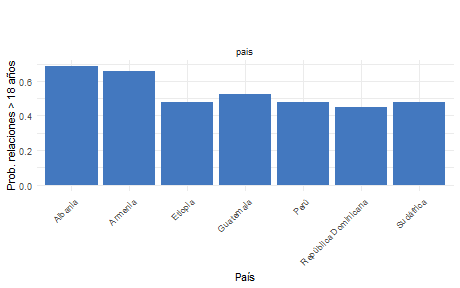 pais
Prob. relaciones > 18 años
0.6
0.4
0.2
0.0
Albania
Armenia
Etiopía
Guatemala
Perú
República Dominicana
Sudáfrica
País